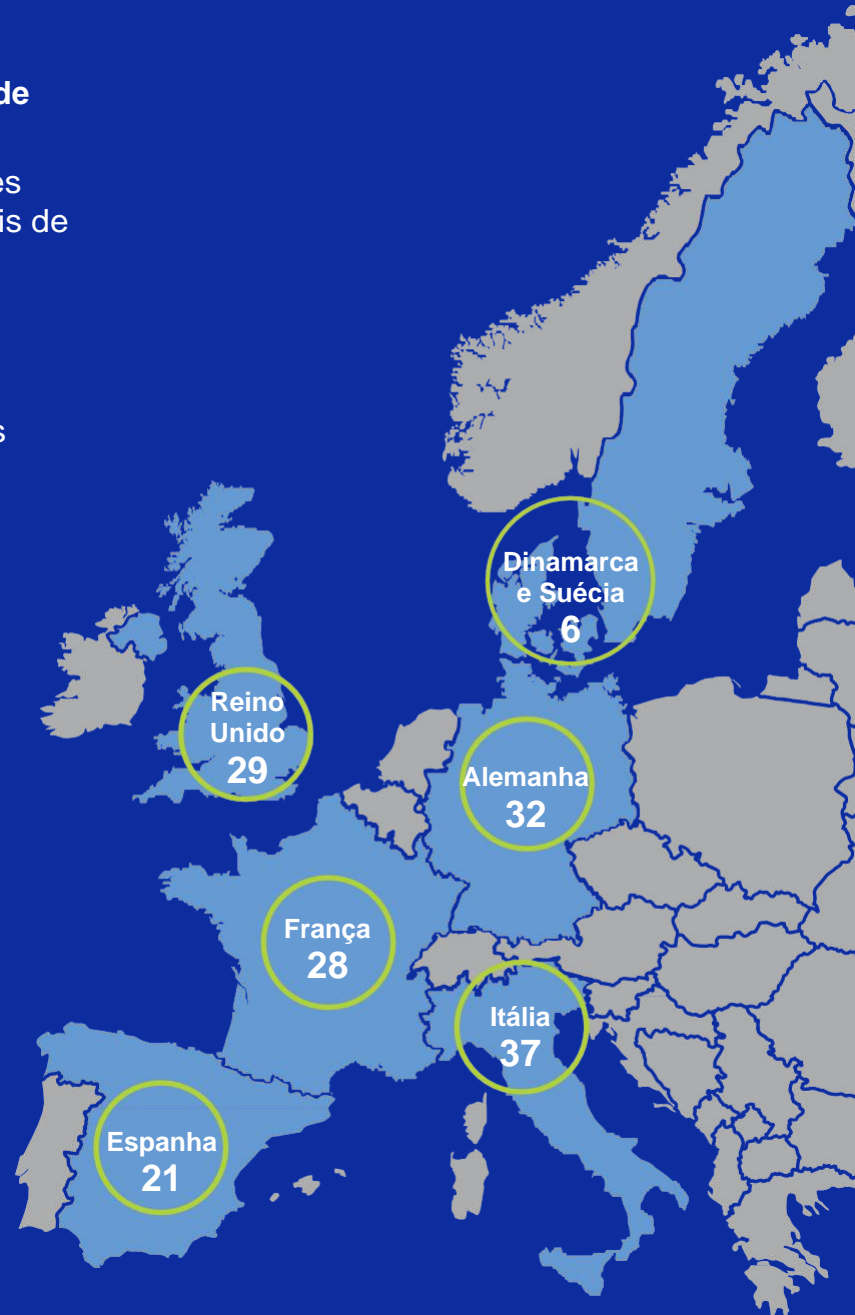 de
es
is de
s
Dinamarca
e Suécia
6
Reino
Unido
29
Alemanha
32
França
28
Itália
37
Espanha
21